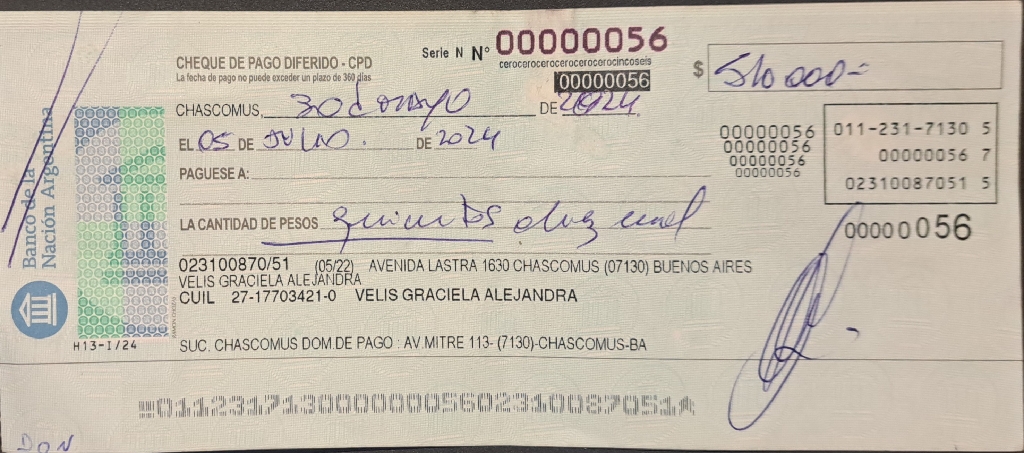 Serie N Nº 00000056
cerocerocerocerocerocerocincoseis
00000056
CHEQUE DE PAGO DIFERIDO - CPD
La fecha de pago no puede exceder un plazo de 360 días
$ 510000=
CHASCOMUS, 30 de mayo DE 2024
EL 05 DE JULIO. DE 2024
PAGUESE A:
LA CANTIDAD DE PESOS quinientos diez mil
00000056
00000056
00000056
00000056
011-231-7130 5
00000056 7
02310087051 5
00000056
023100870/51 (05/22) AVENIDA LASTRA 1630 CHASCOMUS (07130) BUENOS AIRES
VELIS GRACIELA ALEJANDRA
CUIL 27-17703421-0 VELIS GRACIELA ALEJANDRA
SUC. CHASCOMUS DOM.DE PAGO : AV.MITRE 113- (7130)-CHASCOMUS-BA
Banco de la
Nación Argentina
H13-1/24
01123171300000005602310087051
DON